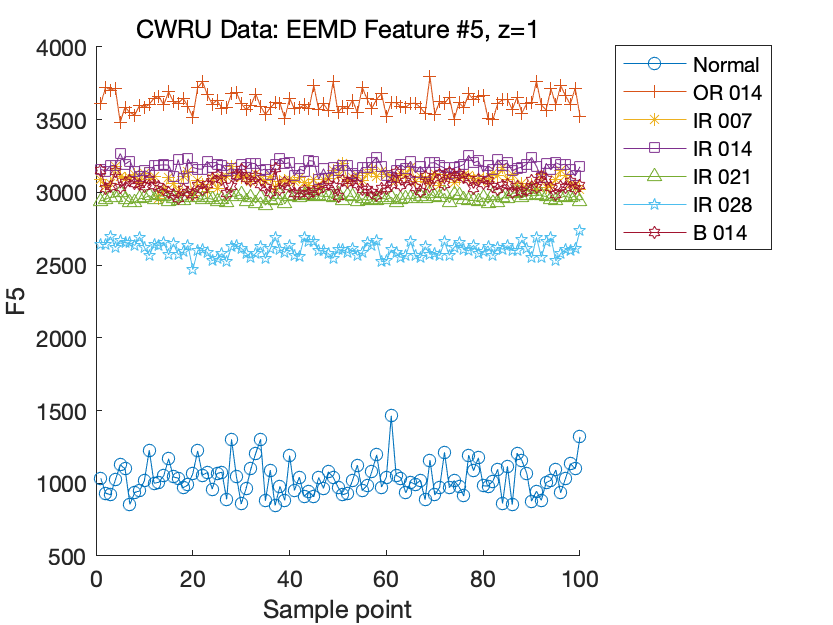 CWRU Data: EEMD Feature #5, z=1
4000
3500
3000
2500
2000
1500
1000
500
F5
0 20 40 60 80 100
Sample point
Normal
OR 014
IR 007
IR 014
IR 021
IR 028
B 014